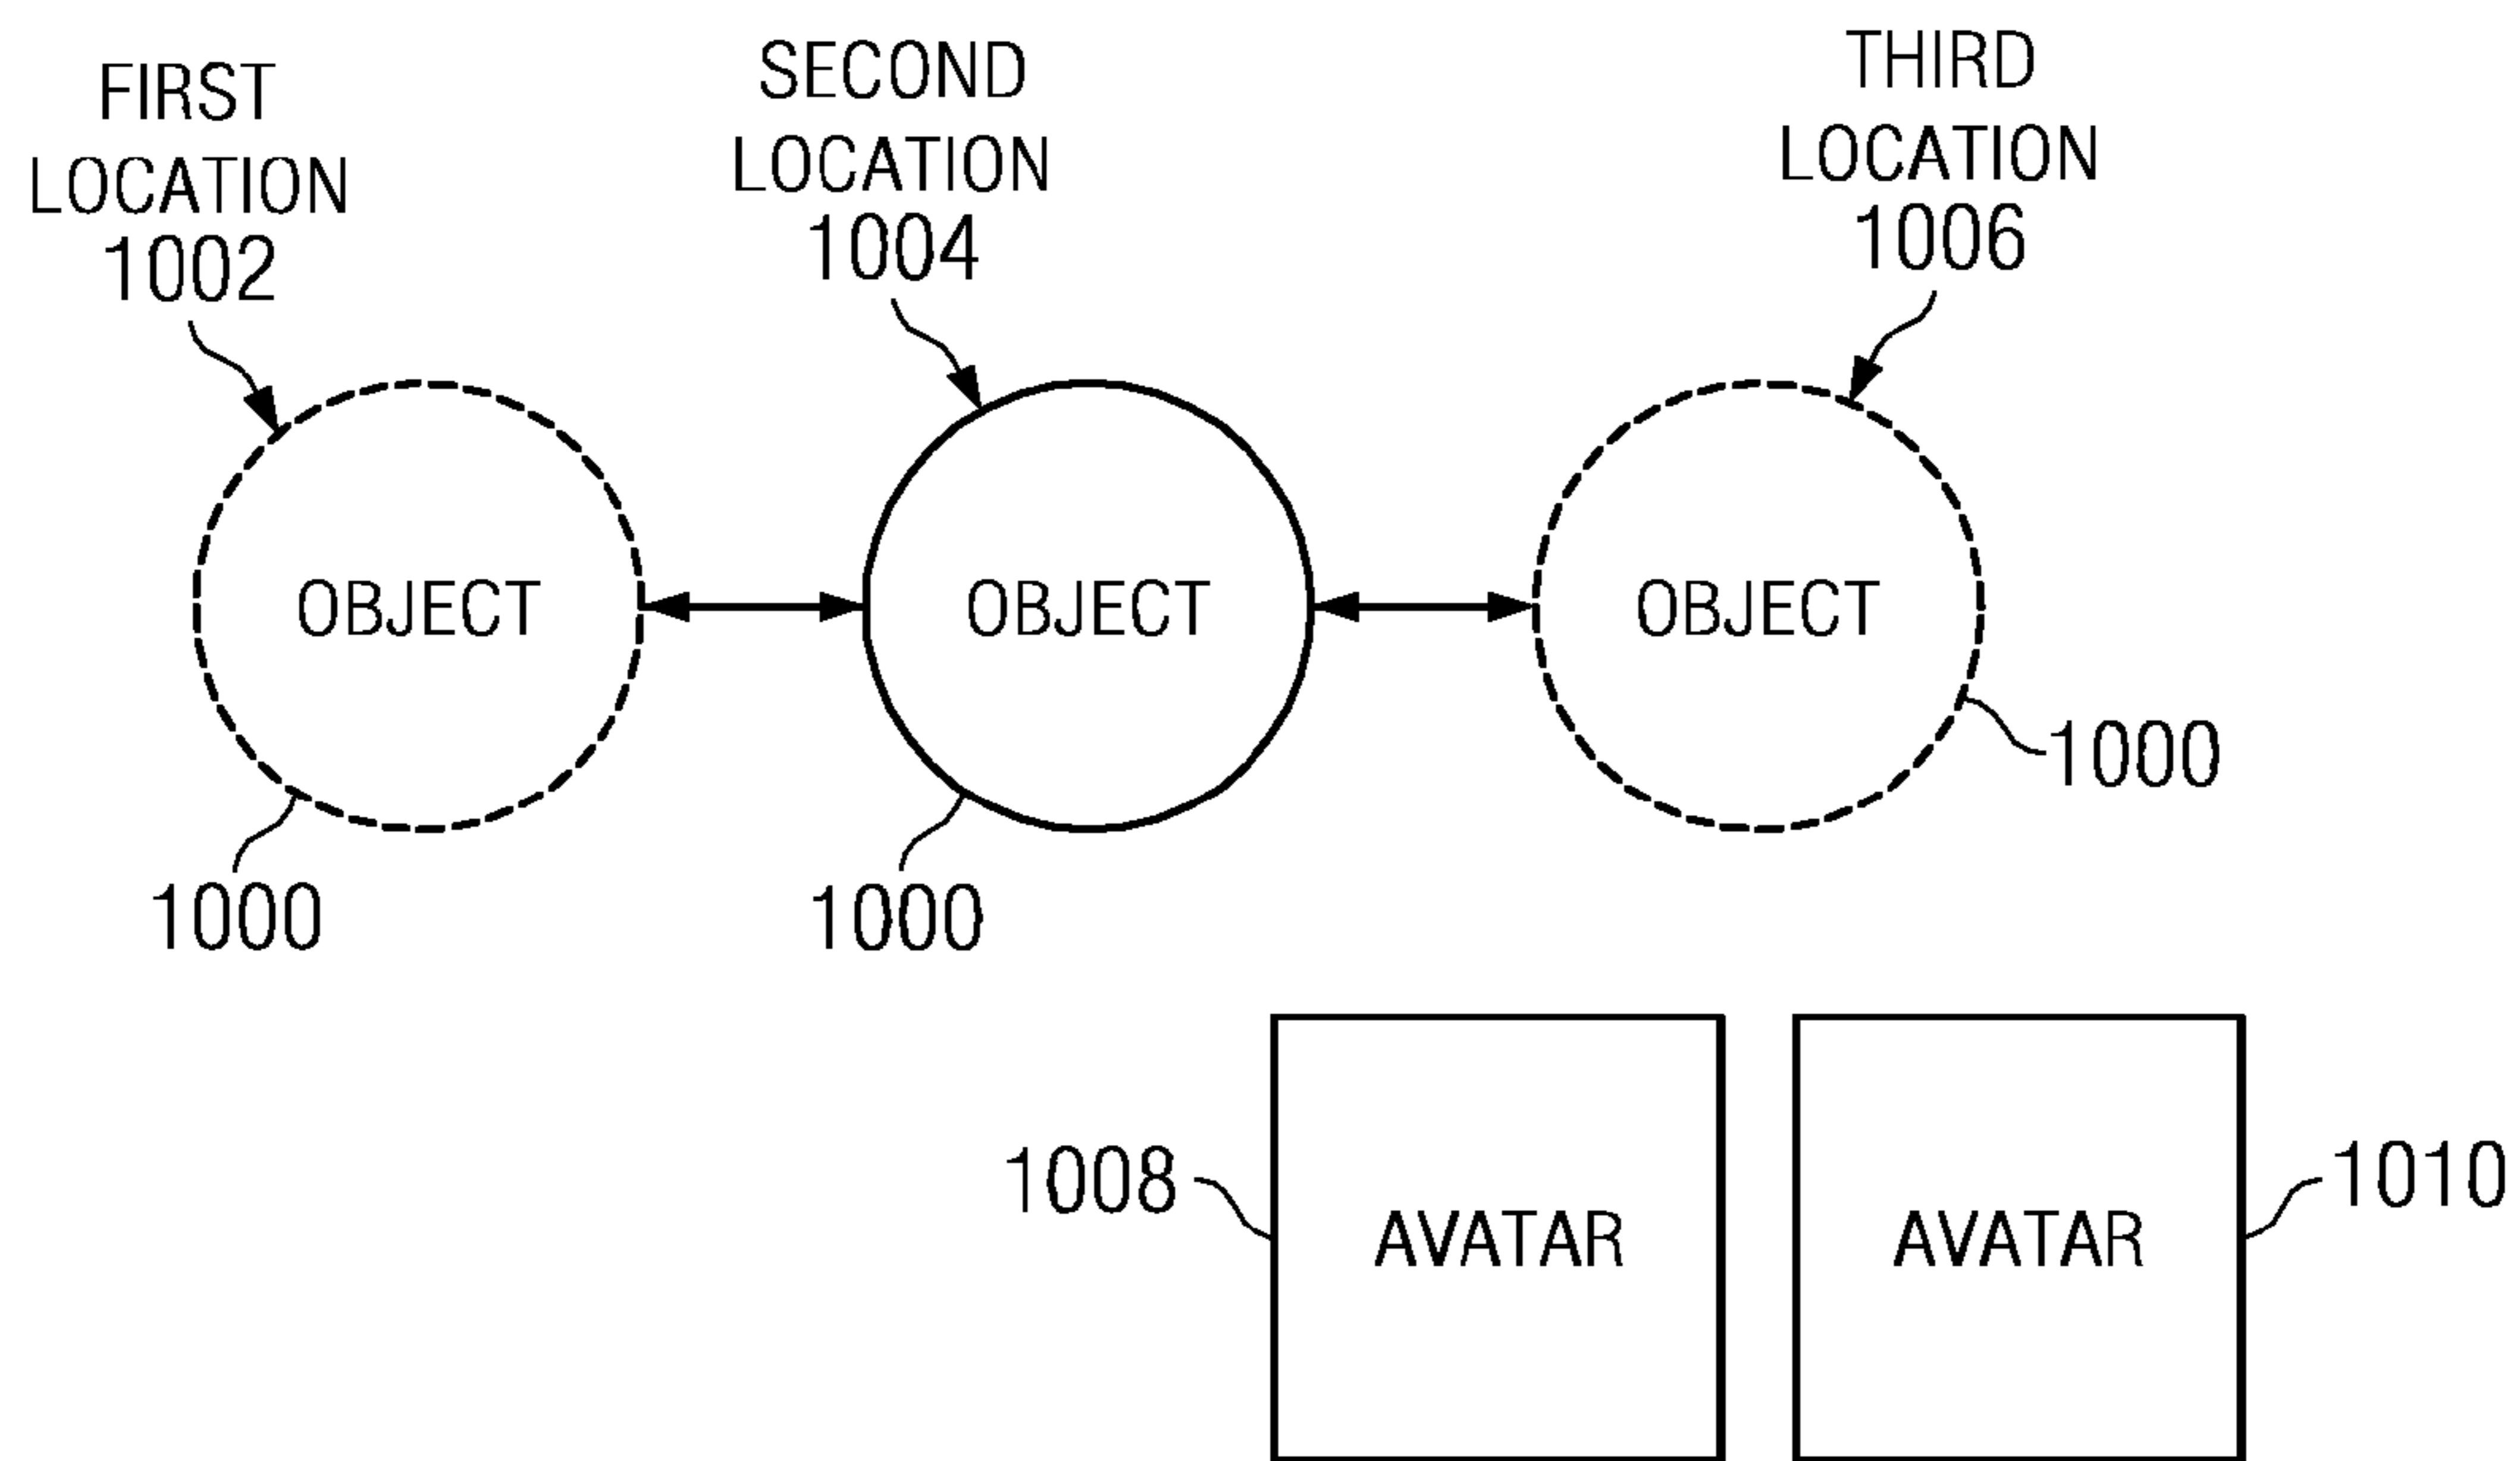 FIRST
LOCATION
1002
SECOND
LOCATION
1004
THIRD
LOCATION
1006
OBJECT
OBJECT
OBJECT
1000
1000
1000
1008
AVATAR
AVATAR
1010